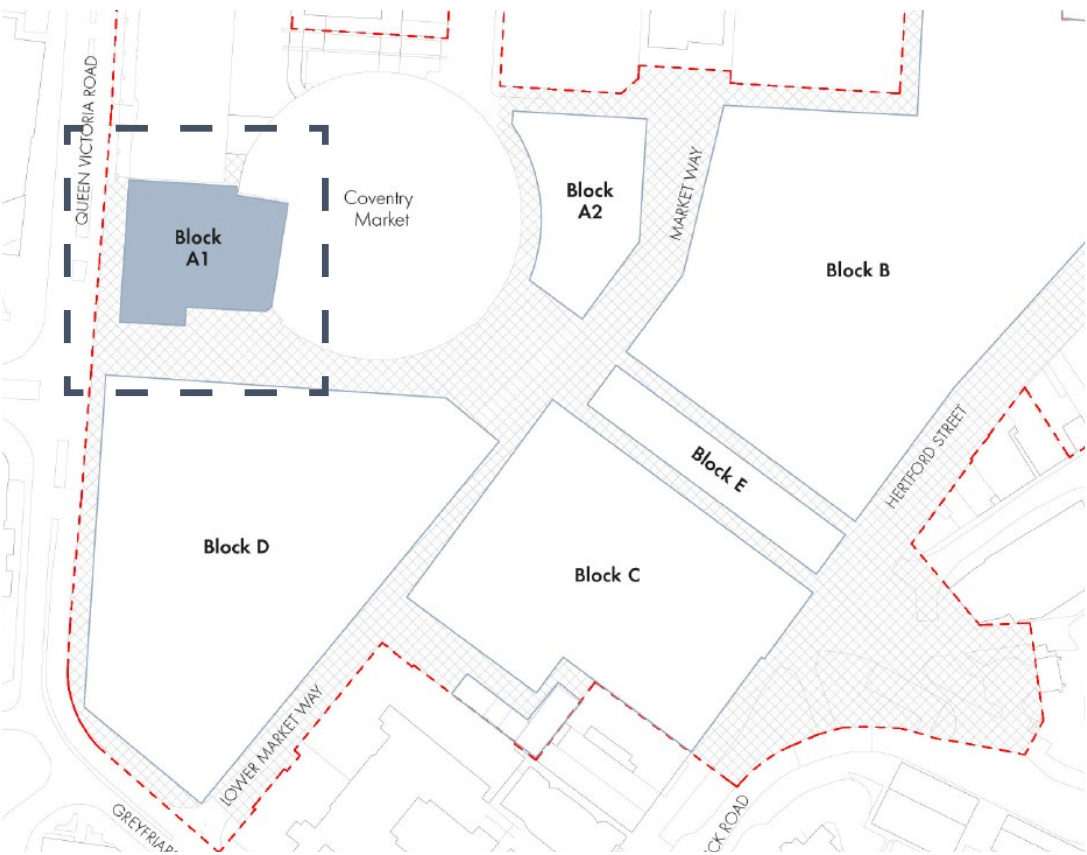 QUEEN VICTORIA ROAD
Coventry
Market
Block
A2
MARKET WAY
Block
A1
Block B
Block E
HERTFORD STREET
Block D
Block C
LOWER MARKET WAY
ROAD